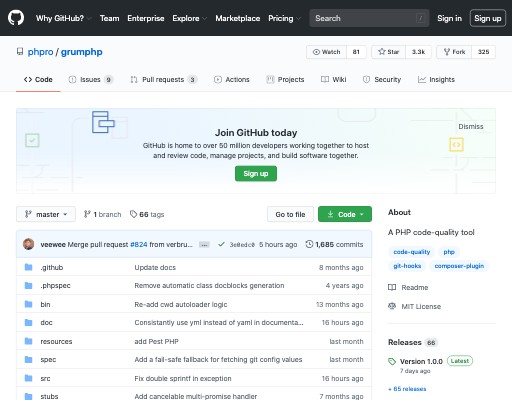 Why GitHub? Team Enterprise Explore Marketplace Pricing Search / Sign in Sign up
phpro / grumphp Watch 81 Star 3.3k Fork 325
Code Issues 9 Pull requests 3 Actions Projects Wiki Security Insights
Join GitHub today
Dismiss
GitHub is home to over 50 million developers working together to host
and review code, manage projects, and build software together.
Sign up
master 1 branch 66 tags Go to file Code
veewee Merge pull request #824 from verbru... ... 3e0edc0 5 hours ago 1,685 commits
.github Update docs 8 months ago
.phpspec Remove automatic class docblocks generation 4 years ago
bin Re-add cwd autoloader logic 13 months ago
doc Consistantly use yml instead of yaml in documenta... 16 hours ago
resources add Pest PHP last month
spec Add a fail-safe fallback for fetching git config values last month
src Fix double sprintf in exception 16 hours ago
stubs Add cancelable multi-promise handler 7 months ago
About
A PHP code-quality tool
code-quality php
git-hooks composer-plugin
Readme
MIT License
Releases 66
Version 1.0.0 Latest
7 days ago
+ 65 releases